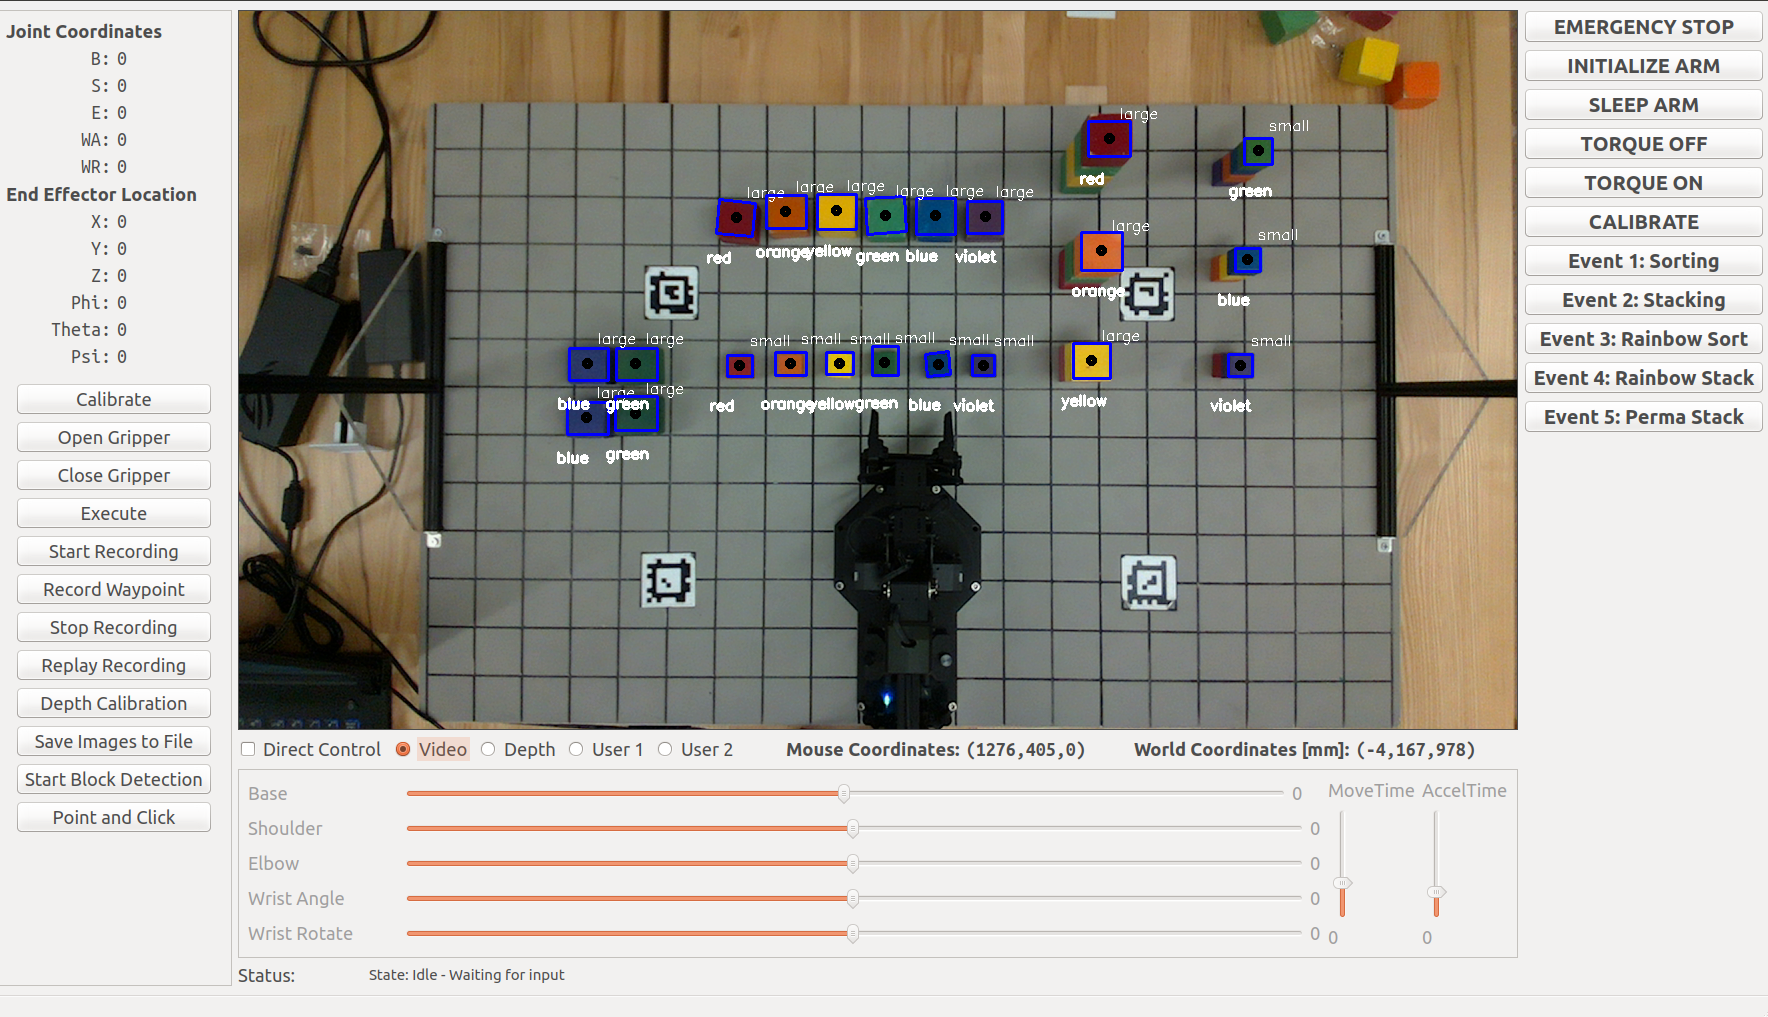 Joint Coordinates
B: 0
S: 0
E: 0
WA: 0
WR: 0
End Effector Location
X: 0
Y: 0
Z: 0
Phi: 0
Theta: 0
Psi: 0
Calibrate
Open Gripper
Close Gripper
Execute
Start Recording
Record Waypoint
Stop Recording
Replay Recording
Depth Calibration
Save Images to File
Start Block Detection
Point and Click
large
small
red
green
large large large large large large
red orange yellow green blue violet
large
small
orange
blue
large large
small small small small small small
large
small
blue green
large large
red orange yellow green blue violet
yellow
violet
blue green
EMERGENCY STOP
INITIALIZE ARM
SLEEP ARM
TORQUE OFF
TORQUE ON
CALIBRATE
Event 1: Sorting
Event 2: Stacking
Event 3: Rainbow Sort
Event 4: Rainbow Stack
Event 5: Perma Stack
Direct Control Video Depth User 1 User 2 Mouse Coordinates: (1276,405,0) World Coordinates [mm]: (-4,167,978)
Base 0
Shoulder 0
Elbow 0
Wrist Angle 0
Wrist Rotate 0
MoveTime AccelTime
0 0
Status: State: Idle - Waiting for input